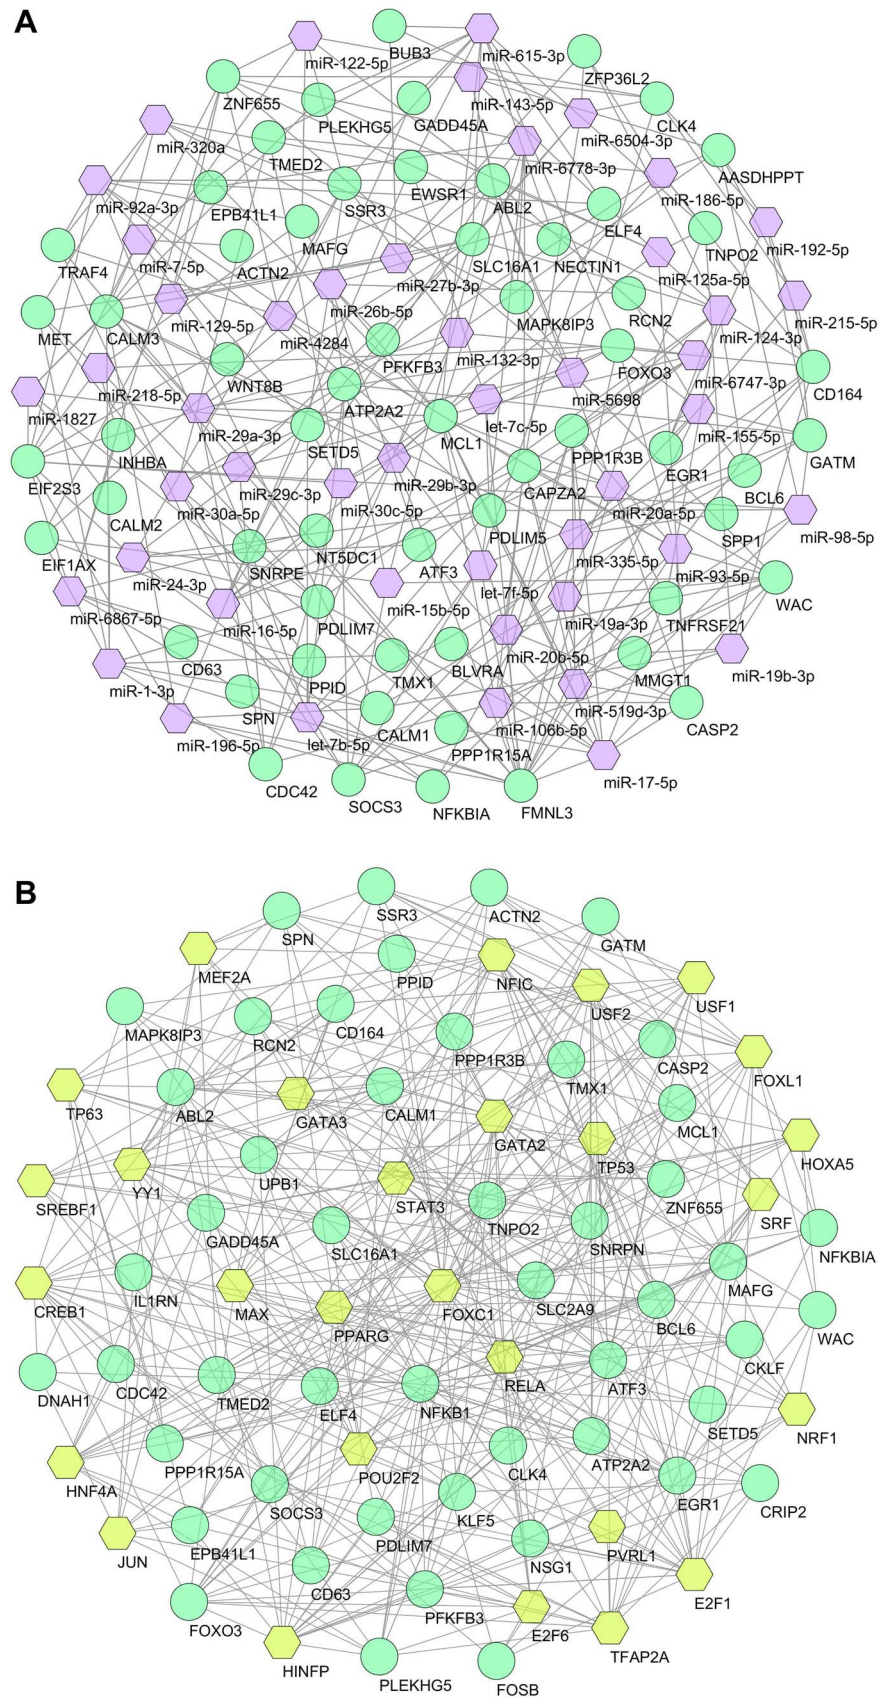 A
BUB3
miR-122-5p
miR-615-3p
ZFP36L2
ZNF655
miR-143-5p
PLEKHG5
GADD45A
CLK4
miR-320a
TMED2
miR-6504-3p
miR-6778-3p
AASDHPPT
EWSR1
miR-92a-3p
EPB41L1
SSR3
ABL2
miR-186-5p
ELF4
MAFG
TRAF4
miR-7-5p
ACTN2
SLC16A1
NECTIN1
TNPO2
miR-192-5p
miR-27b-3p
miR-125a-5p
MET
CALM3
miR-129-5p
miR-26b-5p
MAPK8IP3
RCN2
miR-215-5p
miR-4284
miR-124-3p
miR-132-3p
PFKFB3
WNT8B
FOXO3
miR-218-5p
miR-6747-3p
miR-1827
ATP2A2
miR-5698
CD164
let-7c-5p
miR-29a-3p
MCL1
miR-155-5p
INHBA
SETD5
PPP1R3B
GATM
EIF2S3
miR-29c-3p
miR-29b-3p
EGR1
CAPZA2
BCL6
CALM2
miR-30a-5p
miR-30c-5p
miR-20a-5p
miR-98-5p
SPP1
PDLIM5
EIF1AX
NT5DC1
miR-335-5p
SNRPE
ATF3
miR-93-5p
miR-24-3p
let-7f-5p
WAC
miR-6867-5p
miR-15b-5p
miR-16-5p
PDLIM7
miR-19a-3p
TNFRSF21
CD63
miR-20b-5p
miR-1-3p
PPID
TMX1
BLVRA
MMGT1
miR-19b-3p
SPN
miR-519d-3p
miR-196-5p
let-7b-5p
CALM1
miR-106b-5p
CASP2
PPP1R15A
CDC42
SOCS3
NFKBIA
FMNL3
miR-17-5p
B
SSR3
ACTN2
SPN
GATM
MEF2A
PPID
NFIC
USF2
USF1
MAPK8IP3
RCN2
CD164
PPP1R3B
CASP2
TMX1
FOXL1
TP63
ABL2
GATA3
CALM1
GATA2
MCL1
TP53
HOXA5
SREBF1
YY1
UPB1
STAT3
ZNF655
SRF
GADD45A
SLC16A1
TNPO2
SNRPN
NFKBIA
CREB1
IL1RN
MAX
PPARG
FOXC1
SLC2A9
MAFG
BCL6
WAC
CKLF
DNAH1
CDC42
TMED2
ELF4
NFKB1
RELA
ATF3
SETD5
NRF1
HNF4A
PPP1R15A
POU2F2
CLK4
ATP2A2
SOCS3
KLF5
EGR1
CRIP2
JUN
EPB41L1
PDLIM7
NSG1
PVRL1
CD63
PFKFB3
E2F1
FOXO3
E2F6
HINFP
TFAP2A
PLEKHG5
FOSB